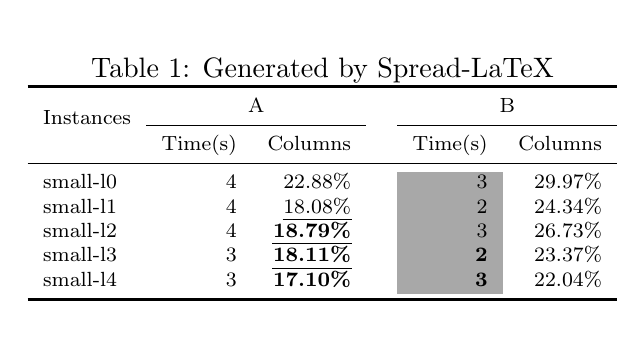 Table 1: Generated by Spread-LaTeX
Instances A B
Time(s) Columns Time(s) Columns
small-l0 4 22.88% 3 29.97%
small-l1 4 18.08% 2 24.34%
small-l2 4 18.79% 3 26.73%
small-l3 3 18.11% 2 23.37%
small-l4 3 17.10% 3 22.04%